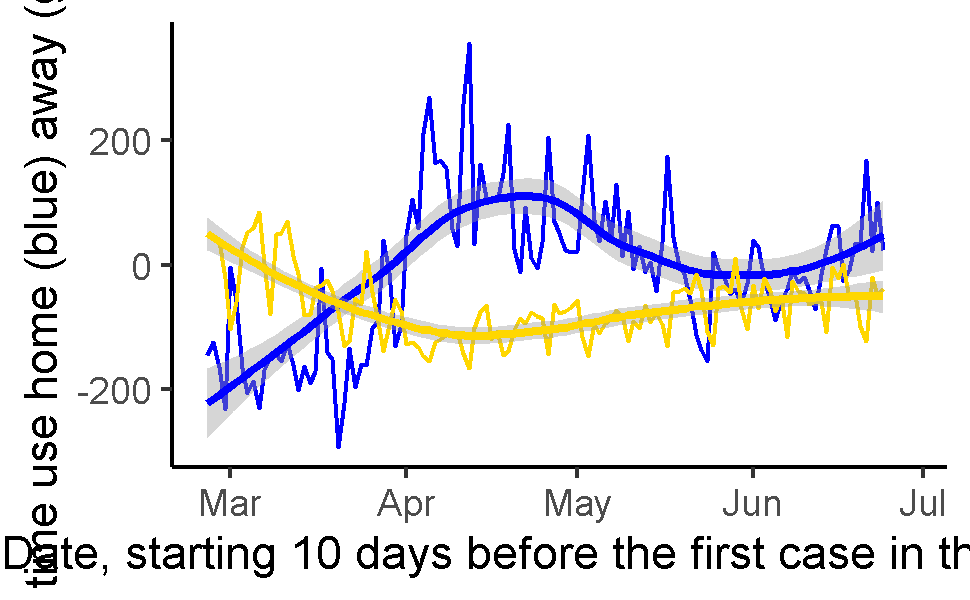 time use home (blue) away (
200
0
-200
Mar Apr May Jun Jul
Date, starting 10 days before the first case in th